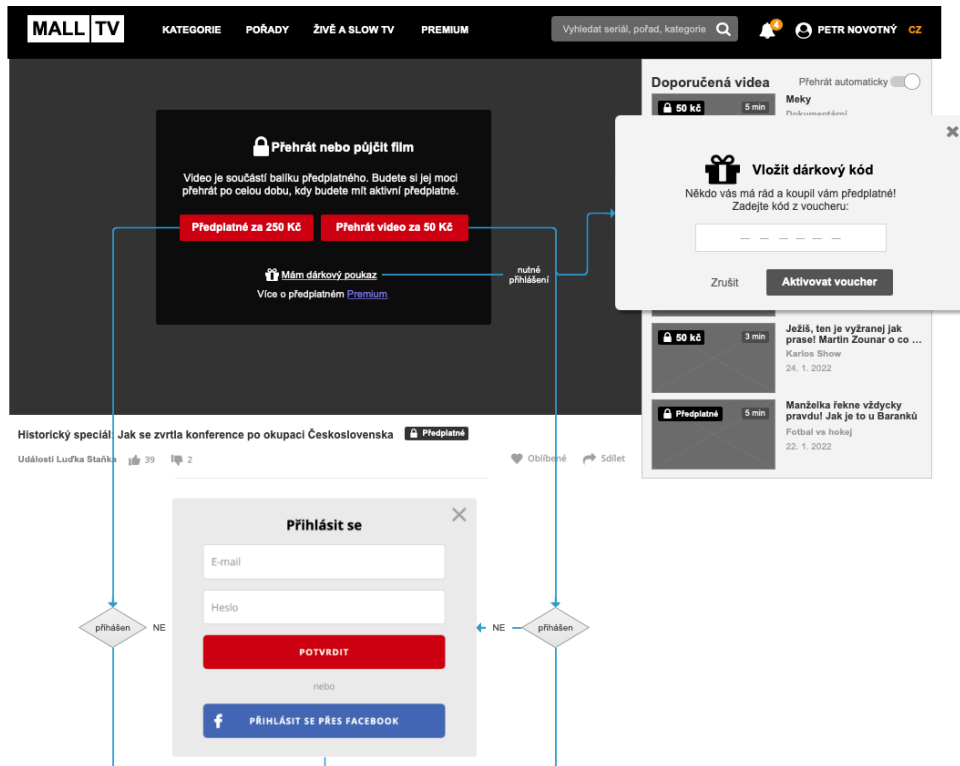 MALL TV
KATEGORIE POŘADY ŽIVĚ A SLOW TV PREMIUM
Vyhledat seriál, pořad, kategorie
4
PETR NOVOTNÝ CZ
Přehrát nebo půjčit film
Video je součástí balíku předplatného. Budete si jej moci
přehrát po celou dobu, kdy budete mít aktivní předplatné.
Předplatné za 250 Kč
Přehrát video za 50 Kč
Mám dárkový poukaz
Více o předplatném Premium
nutné
přihlášení
Doporučená videa
Přehrát automaticky
50 kč
5 min
Meky
Dokumentární
Vložit dárkový kód
Někdo vás má rád a koupil vám předplatné!
Zadejte kód z voucheru:
_ _ _ _ _ _
Zrušit
Aktivovat voucher
50 kč
3 min
Ježiš, ten je vyžranej jak
prase! Martin Zounar o co ...
Karlos Show
24. 1. 2022
Předplatné
5 min
Manželka řekne vždycky
pravdu! Jak je to u Baranků
Fotbal vs hokej
22. 1. 2022
Historický speciál: Jak se zvrtla konference po okupaci Československa
Předplatné
Události Luďka Staňka
39
2
Oblíbené
Sdílet
Přihlásit se
E-mail
Heslo
POTVRDIT
nebo
PŘIHLÁSIT SE PŘES FACEBOOK
přihášen
NE
NE
přihášen